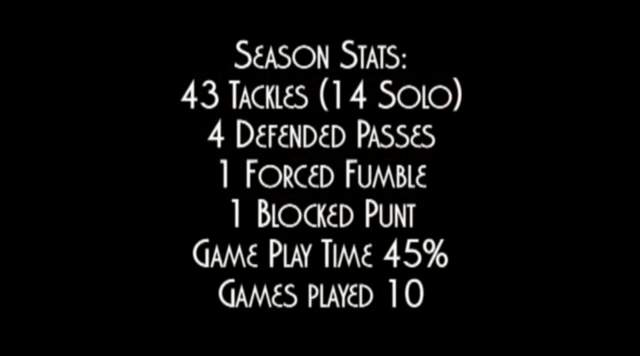 Season Stats:
43 Tackles (14 Solo)
4 Defended Passes
1 Forced Fumble
1 Blocked Punt
Game Play Time 45%
Games played 10